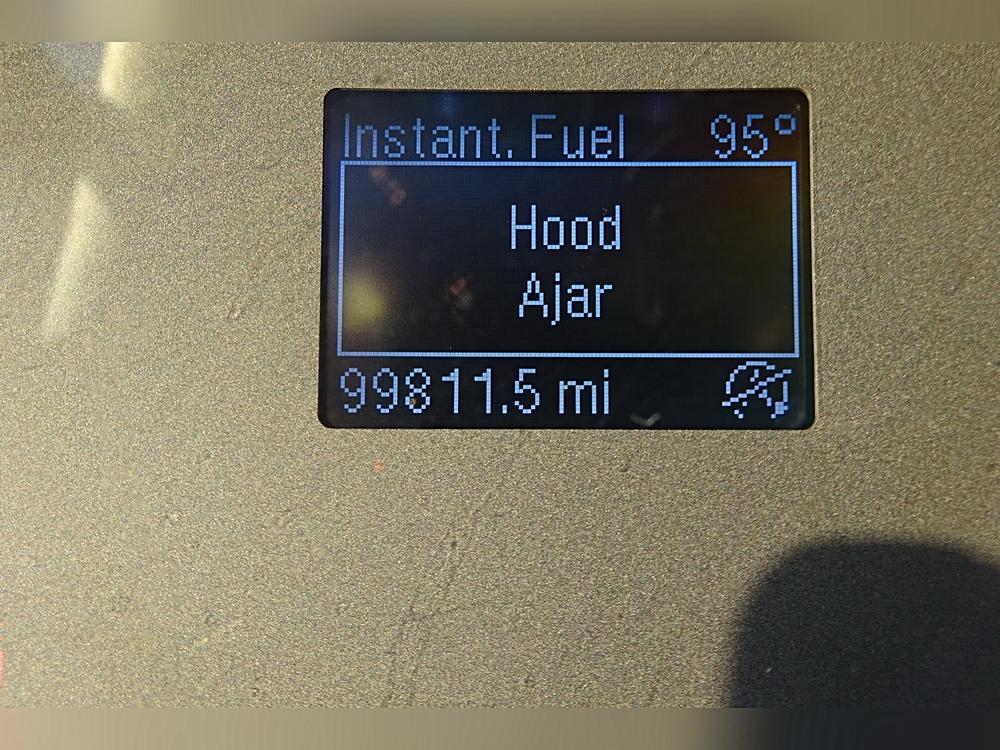 Instant. Fuel 95°
Hood
Ajar
99811.5 mi